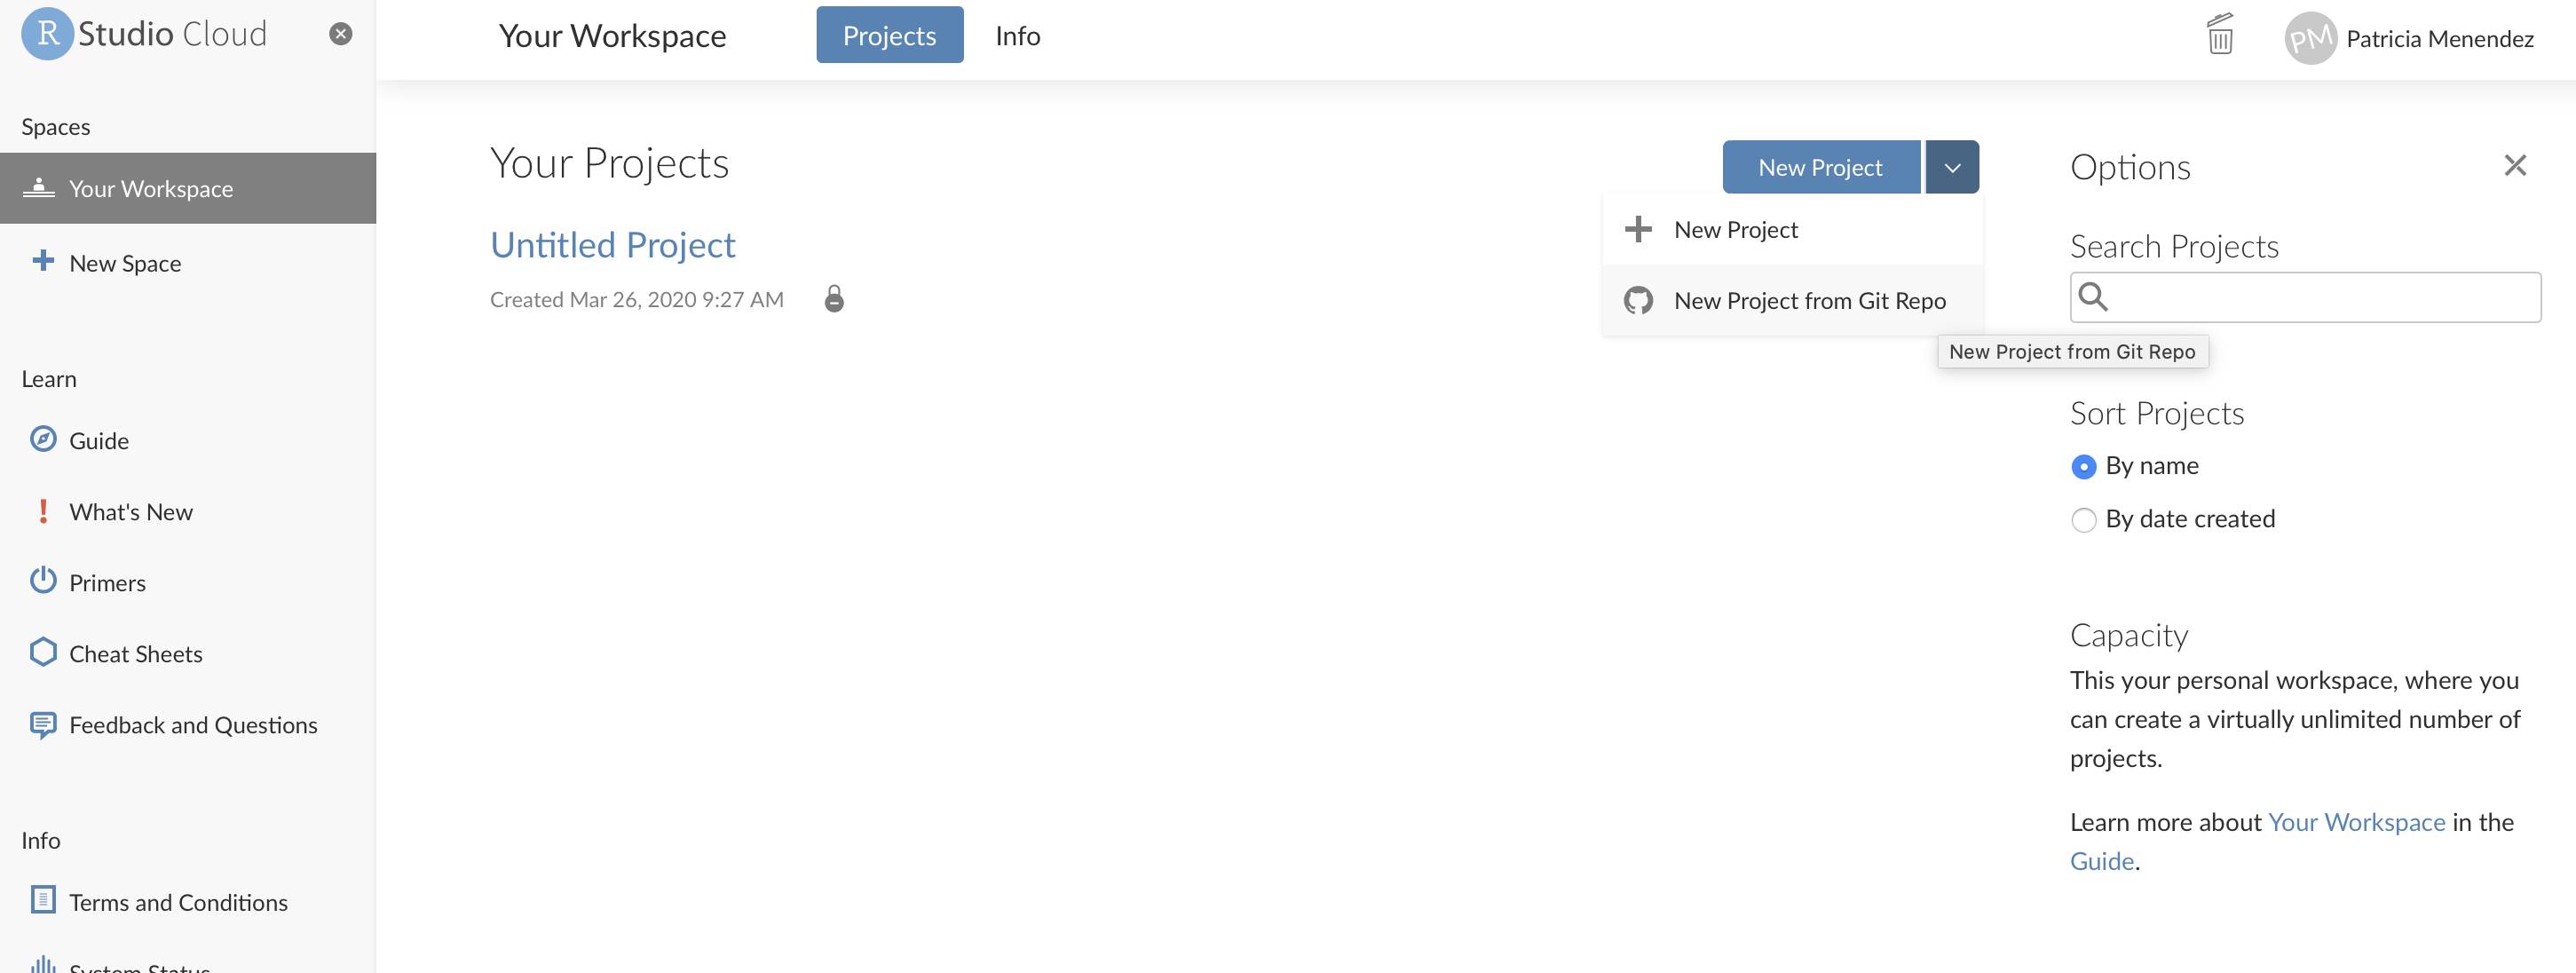 R Studio Cloud
Spaces
Your Workspace
New Space
Learn
Guide
What's New
Primers
Cheat Sheets
Feedback and Questions
Info
Terms and Conditions
System Status
Your Workspace
Projects
Info
PM
Patricia Menendez
Your Projects
Untitled Project
Created Mar 26, 2020 9:27 AM
New Project
New Project
New Project from Git Repo
New Project from Git Repo
Options
Search Projects
Sort Projects
By name
By date created
Capacity
This your personal workspace, where you
can create a virtually unlimited number of
projects.
Learn more about Your Workspace in the
Guide.